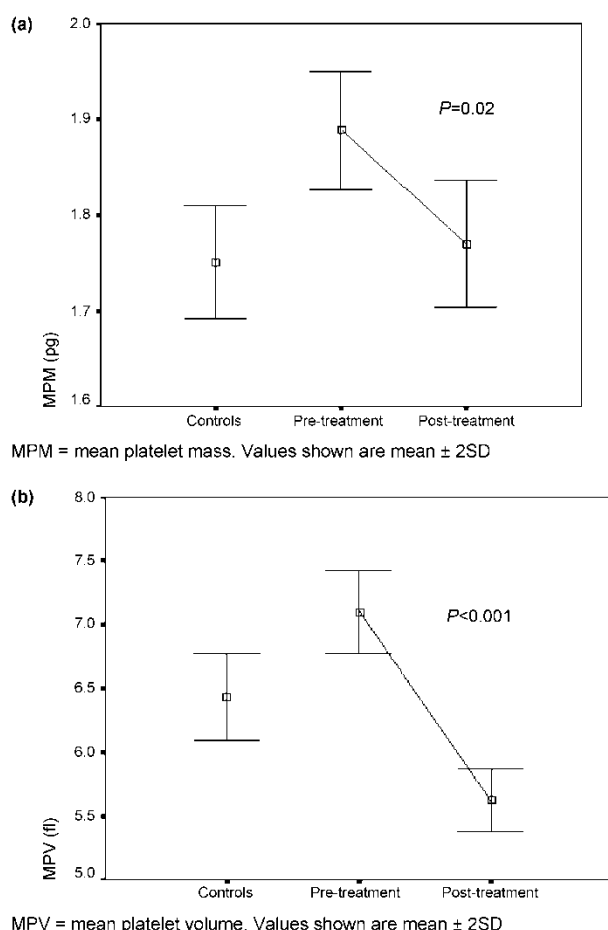 (a)
2.0
1.9
1.8
1.7
1.6
MPM (pg)
P=0.02
Controls Pre-treatment Post-treatment
MPM = mean platelet mass. Values shown are mean ± 2SD
(b)
8.0
7.5
7.0
6.5
6.0
5.5
5.0
MPV (fl)
P<0.001
Controls Pre-treatment Post-treatment
MPV = mean platelet volume. Values shown are mean ± 2SD